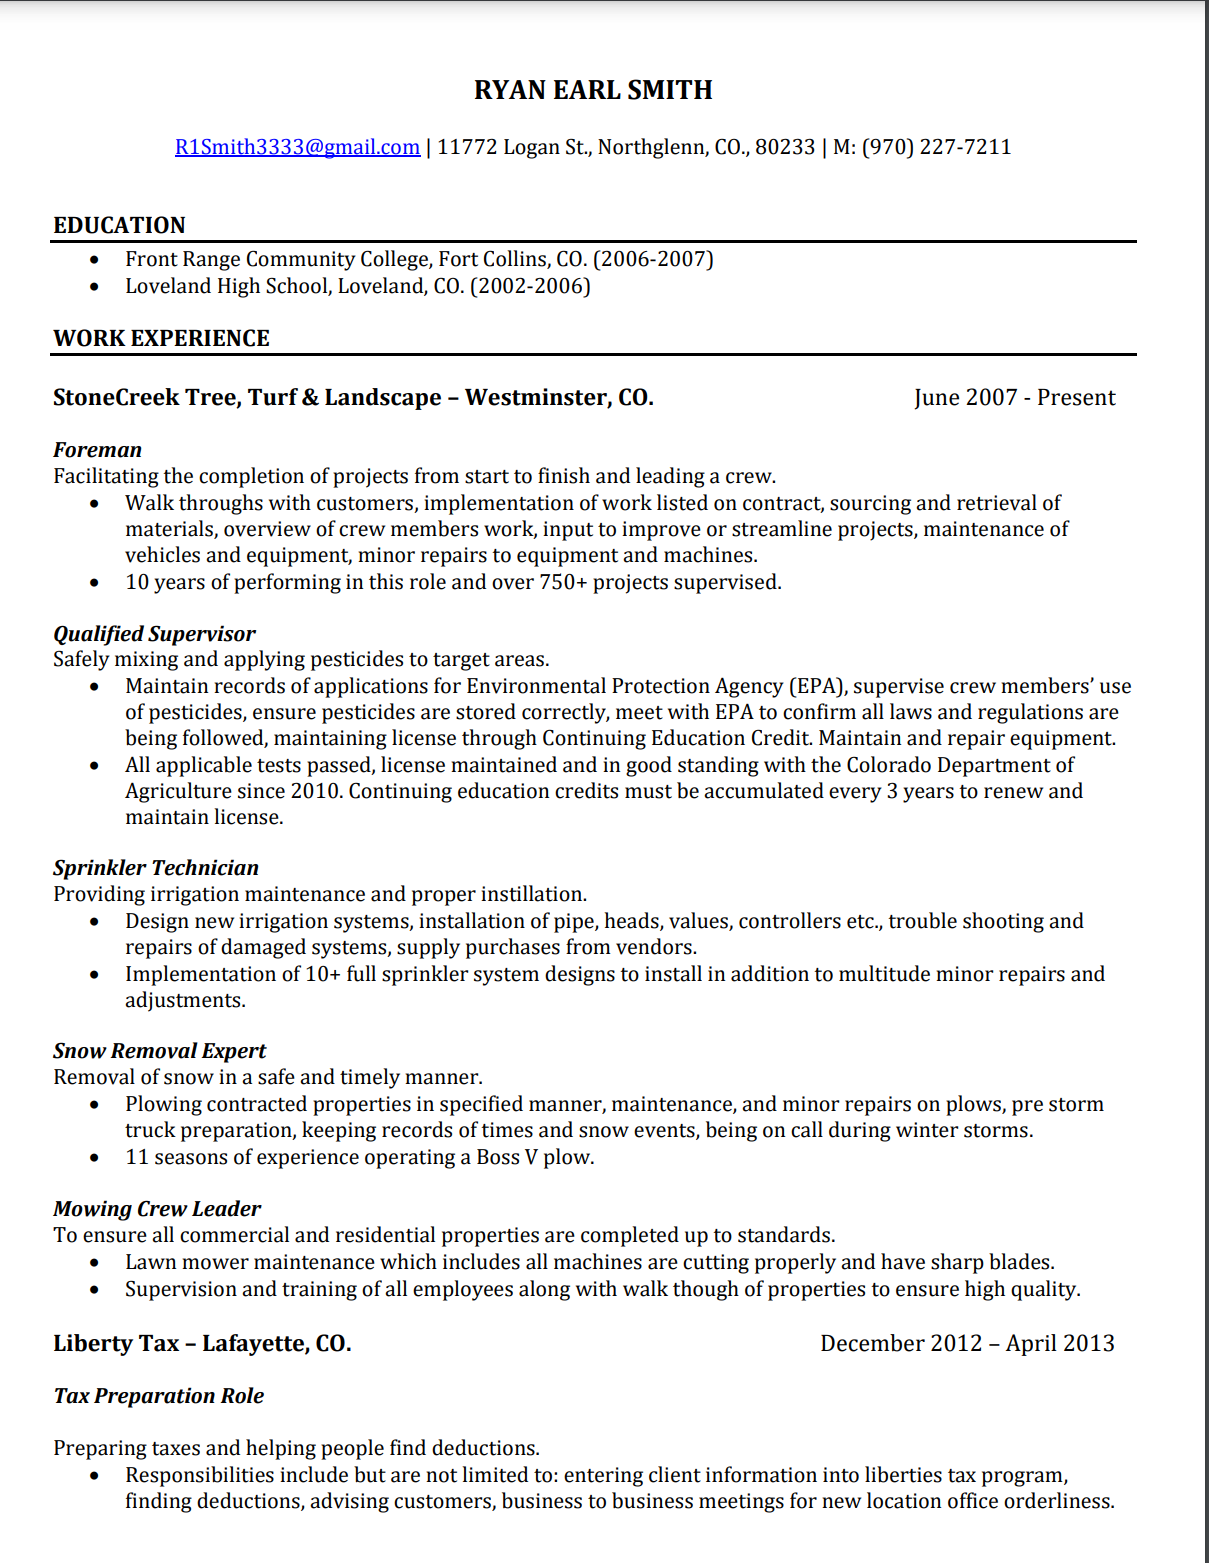 RYAN EARL SMITH
R1Smith3333@gmail.com | 11772 Logan St., Northglenn, CO., 80233 | M: (970) 227-7211
EDUCATION
• Front Range Community College, Fort Collins, CO. (2006-2007)
• Loveland High School, Loveland, CO. (2002-2006)
WORK EXPERIENCE
StoneCreek Tree, Turf & Landscape – Westminster, CO. June 2007 - Present
Foreman
Facilitating the completion of projects from start to finish and leading a crew.
• Walk throughs with customers, implementation of work listed on contract, sourcing and retrieval of
materials, overview of crew members work, input to improve or streamline projects, maintenance of
vehicles and equipment, minor repairs to equipment and machines.
• 10 years of performing in this role and over 750+ projects supervised.
Qualified Supervisor
Safely mixing and applying pesticides to target areas.
• Maintain records of applications for Environmental Protection Agency (EPA), supervise crew members’ use
of pesticides, ensure pesticides are stored correctly, meet with EPA to confirm all laws and regulations are
being followed, maintaining license through Continuing Education Credit. Maintain and repair equipment.
• All applicable tests passed, license maintained and in good standing with the Colorado Department of
Agriculture since 2010. Continuing education credits must be accumulated every 3 years to renew and
maintain license.
Sprinkler Technician
Providing irrigation maintenance and proper instillation.
• Design new irrigation systems, installation of pipe, heads, values, controllers etc., trouble shooting and
repairs of damaged systems, supply purchases from vendors.
• Implementation of 10+ full sprinkler system designs to install in addition to multitude minor repairs and
adjustments.
Snow Removal Expert
Removal of snow in a safe and timely manner.
• Plowing contracted properties in specified manner, maintenance, and minor repairs on plows, pre storm
truck preparation, keeping records of times and snow events, being on call during winter storms.
• 11 seasons of experience operating a Boss V plow.
Mowing Crew Leader
To ensure all commercial and residential properties are completed up to standards.
• Lawn mower maintenance which includes all machines are cutting properly and have sharp blades.
• Supervision and training of all employees along with walk though of properties to ensure high quality.
Liberty Tax – Lafayette, CO. December 2012 – April 2013
Tax Preparation Role
Preparing taxes and helping people find deductions.
• Responsibilities include but are not limited to: entering client information into liberties tax program,
finding deductions, advising customers, business to business meetings for new location office orderliness.